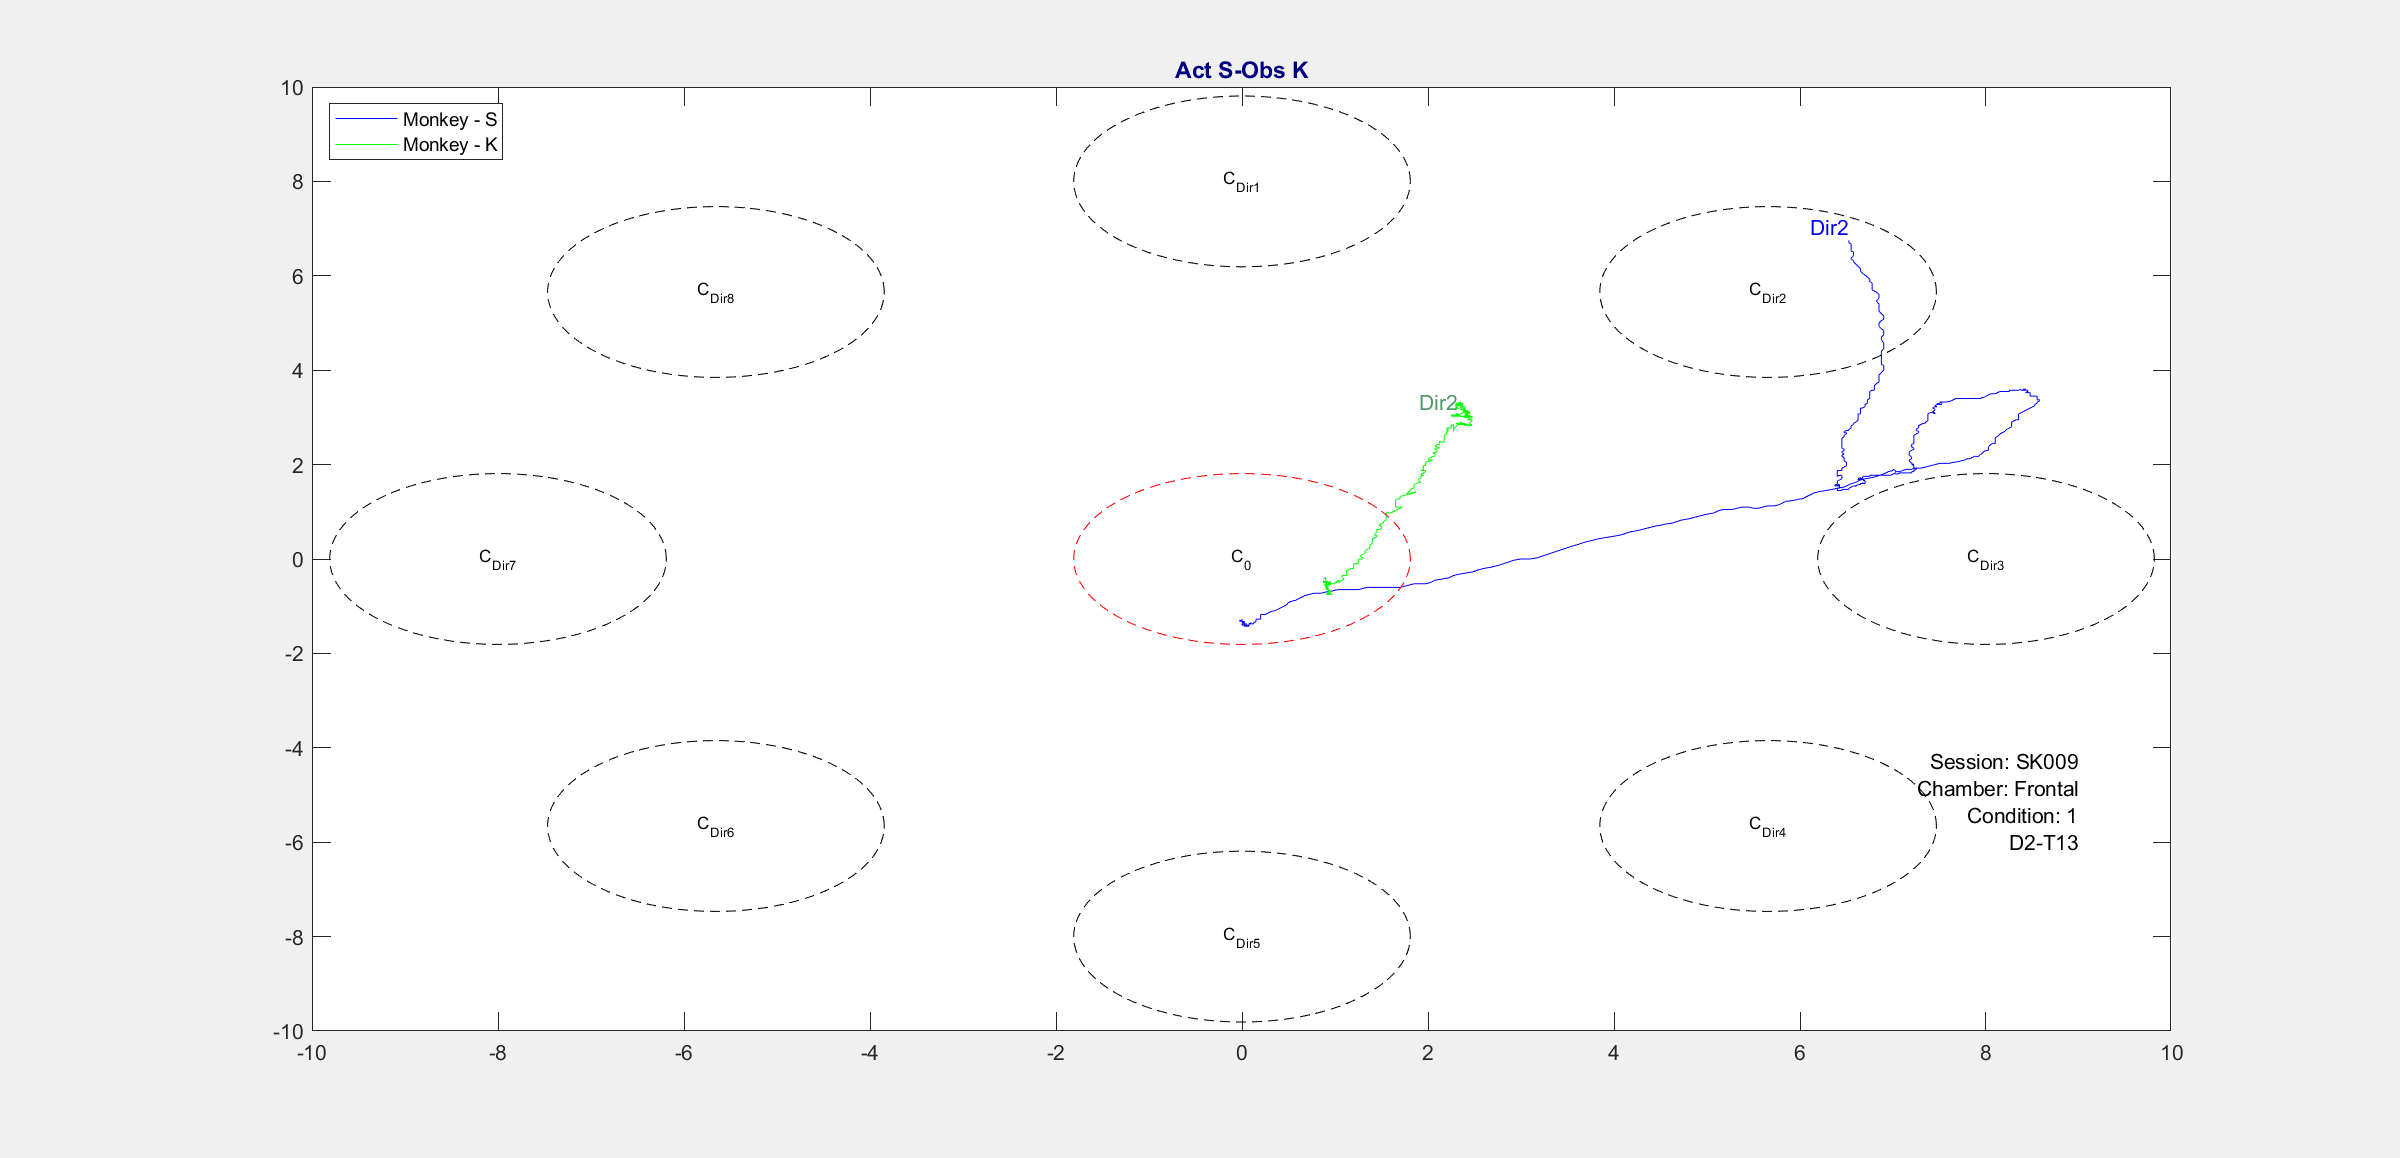 Act S-Obs K
10
Monkey - S
Monkey - K
8
CDir1
Dir2
6
CDir8
CDir2
4
Dir2
2
0
CDir7
C0
CDir3
-2
-4
Session: SK009
Chamber: Frontal
Condition: 1
-6
CDir6
CDir4
D2-T13
-8
CDir5
-10
-10 -8 -6 -4 -2 0 2 4 6 8 10